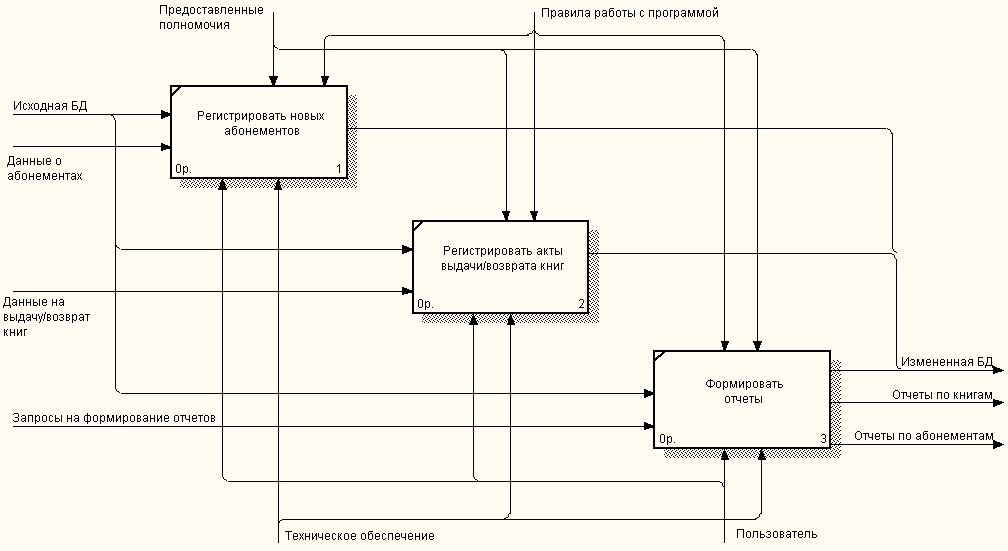 Предоставленные
полномочия
Правила работы с программой
Исходная БД
Регистрировать новых
абонементов
Данные о
абонементах
0р.
1
Регистрировать акты
выдачи/возврата книг
Данные на
выдачу/возврат
книг
0р.
2
Измененная БД
Формировать
отчеты
Отчеты по книгам
Запросы на формирование отчетов
Отчеты по абонементам
0р.
3
Техническое обеспечение
Пользователь